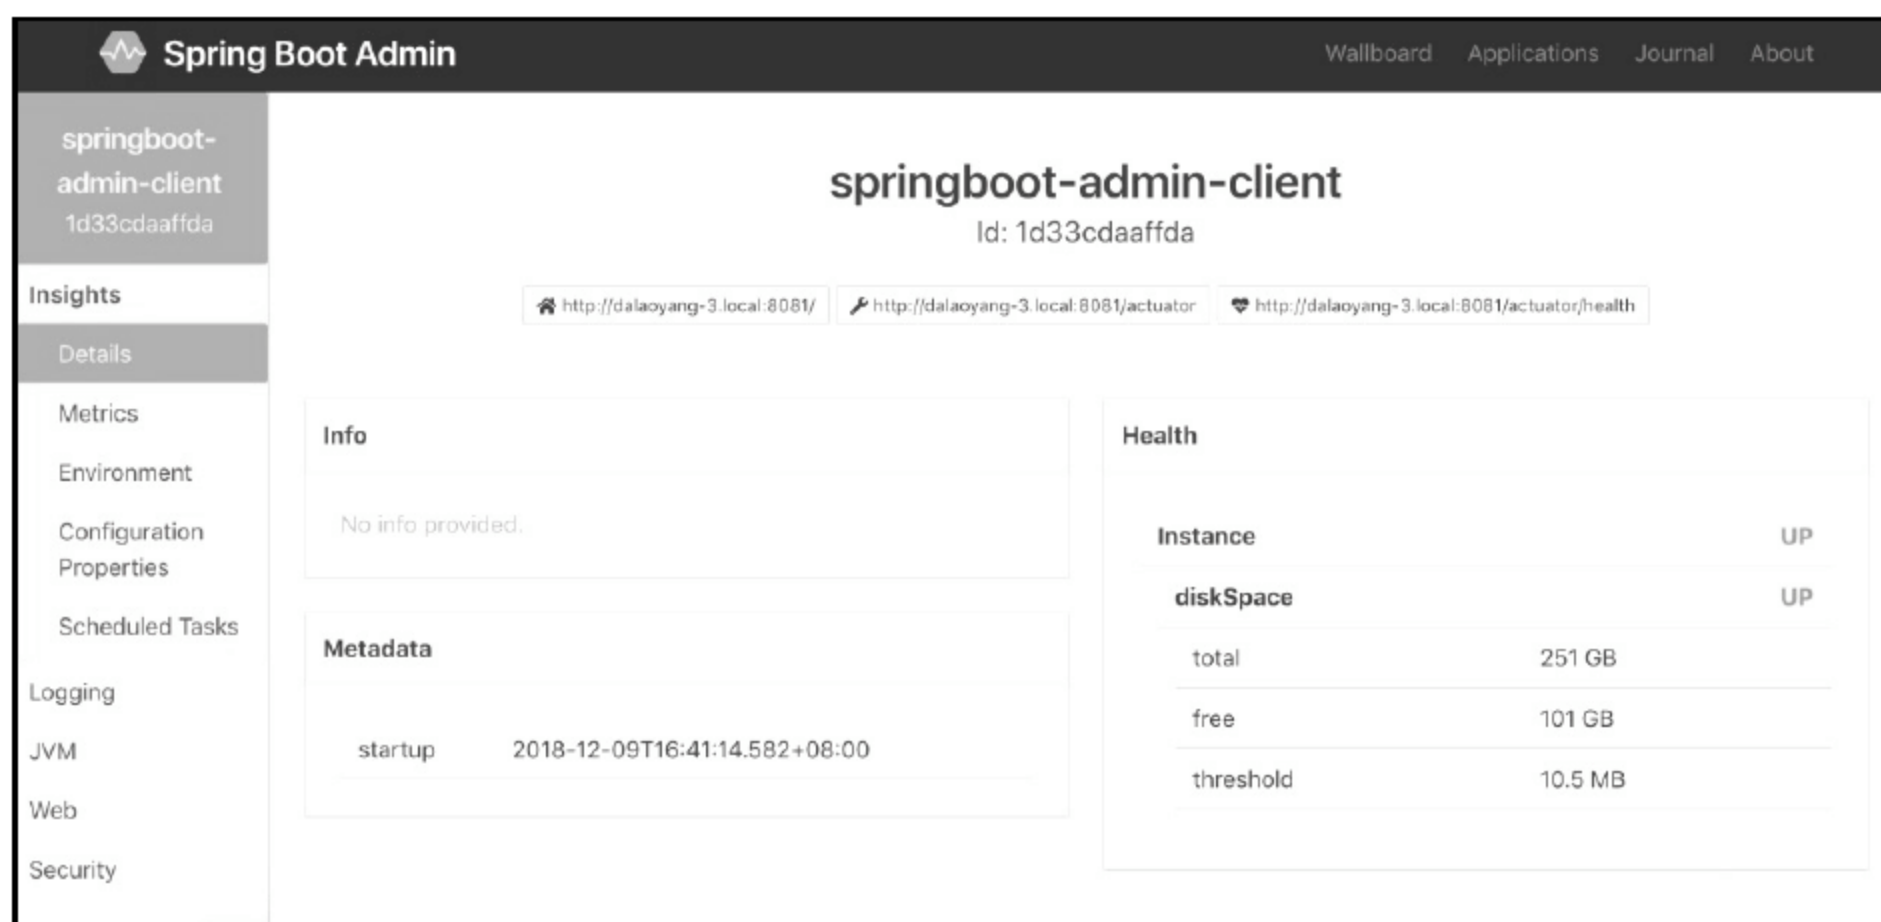 Spring Boot Admin
Wallboard Applications Journal About
springboot-
admin-client
1d33cdaaffda
Insights
Details
Metrics
Environment
Configuration
Properties
Scheduled Tasks
Logging
JVM
Web
Security
springboot-admin-client
Id: 1d33cdaaffda
http://dalaoyang-3.local:8081/ http://dalaoyang-3.local:8081/actuator http://dalaoyang-3.local:8081/actuator/health
Info
No info provided.
Metadata
startup 2018-12-09T16:41:14.582+08:00
Health
Instance UP
diskSpace UP
total 251 GB
free 101 GB
threshold 10.5 MB